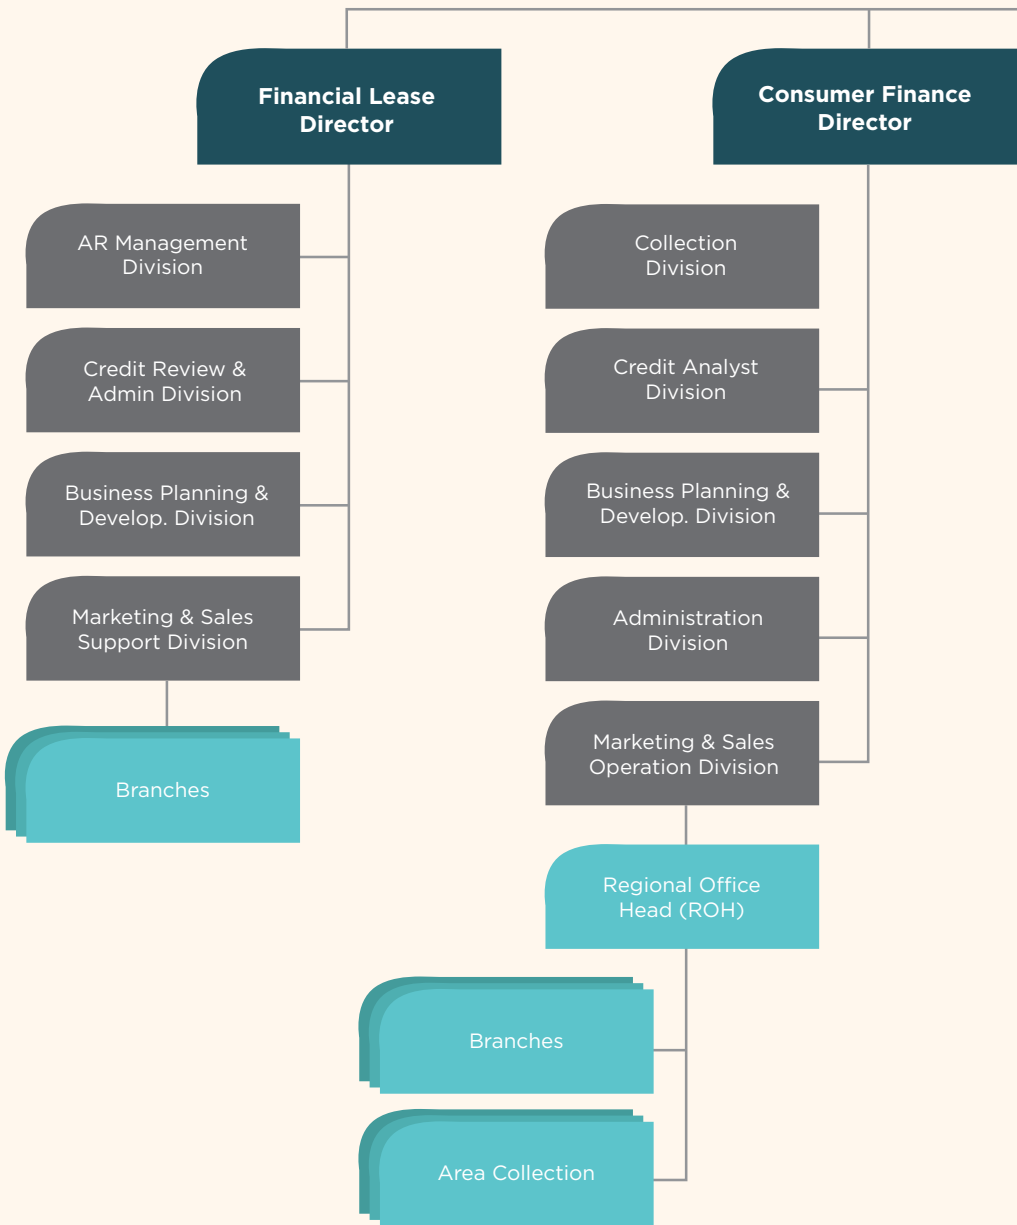 Financial Lease
Director
Consumer Finance
Director
AR Management
Division
Credit Review &
Admin Division
Business Planning &
Develop. Division
Marketing & Sales
Support Division
Branches
Collection
Division
Credit Analyst
Division
Business Planning &
Develop. Division
Administration
Division
Marketing & Sales
Operation Division
Regional Office
Head (ROH)
Branches
Area Collection